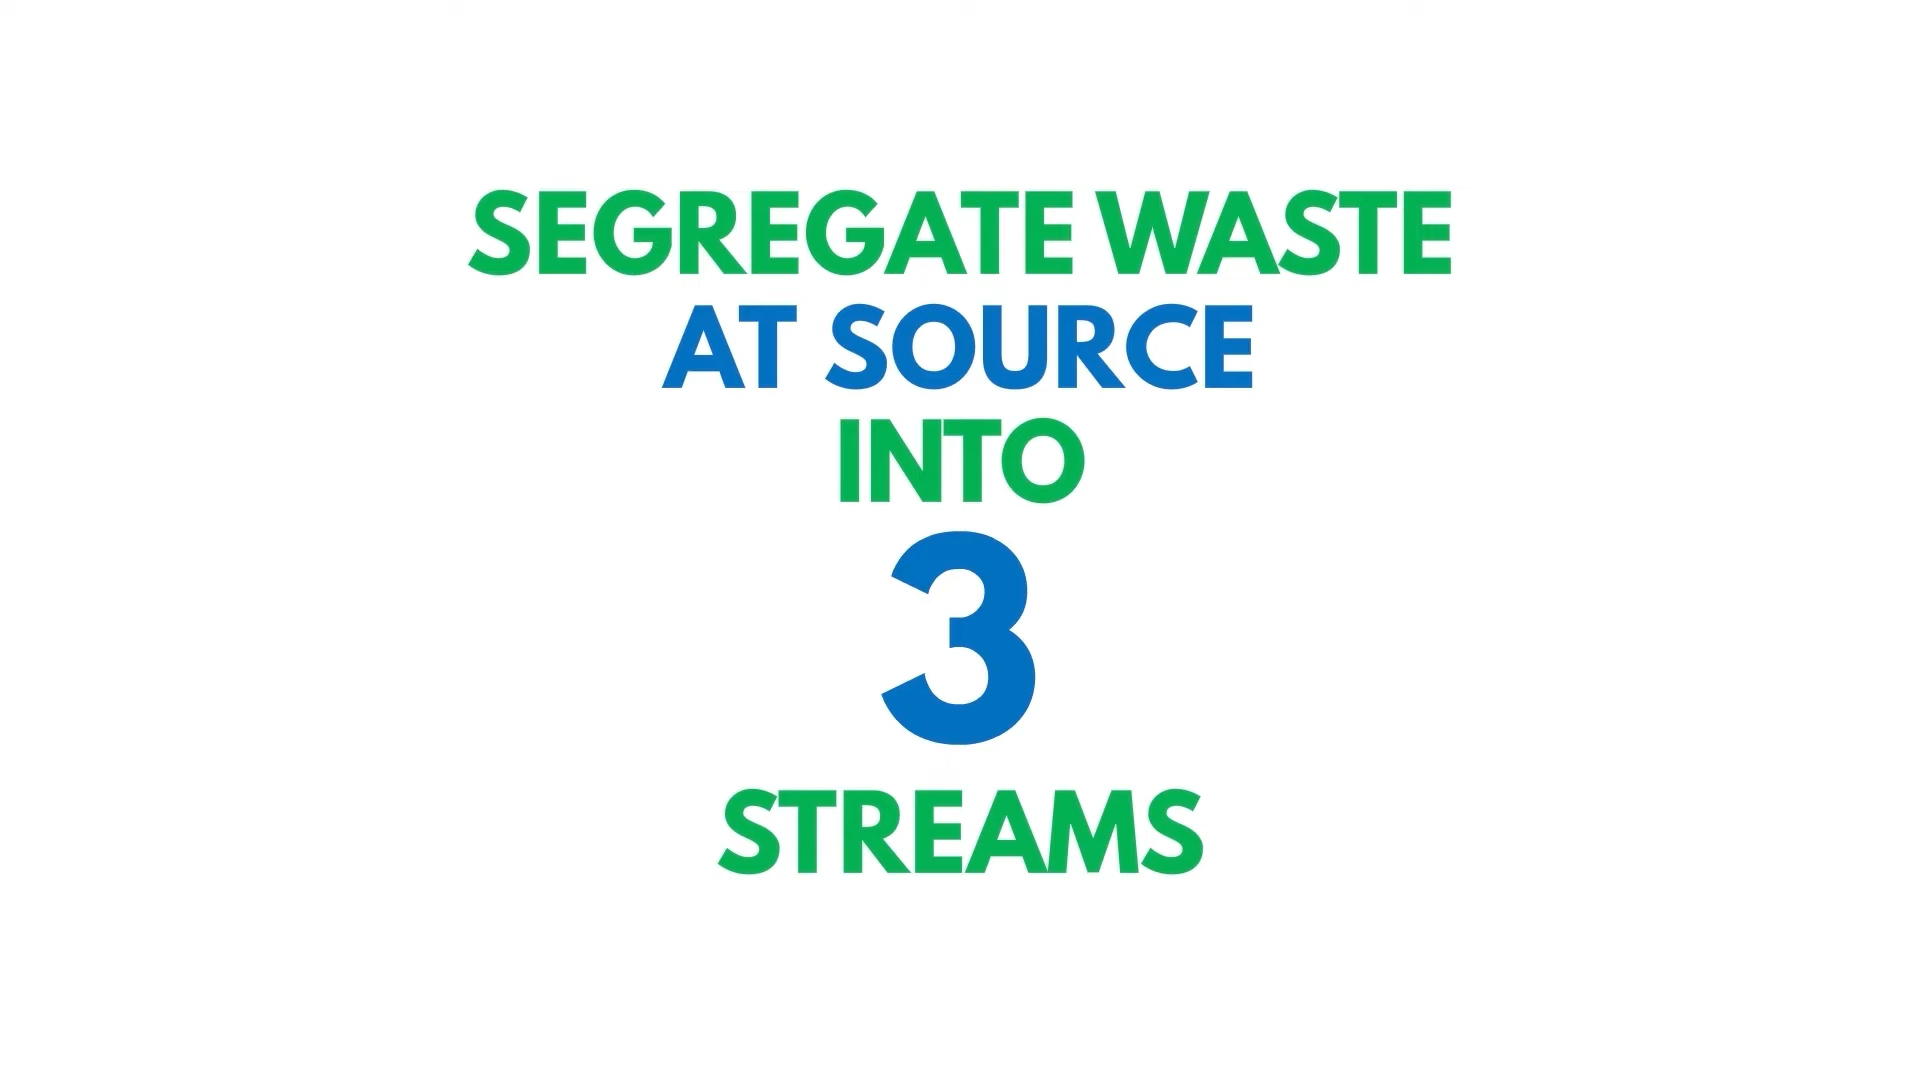 SEGREGATE WASTE
AT SOURCE
INTO
3
STREAMS